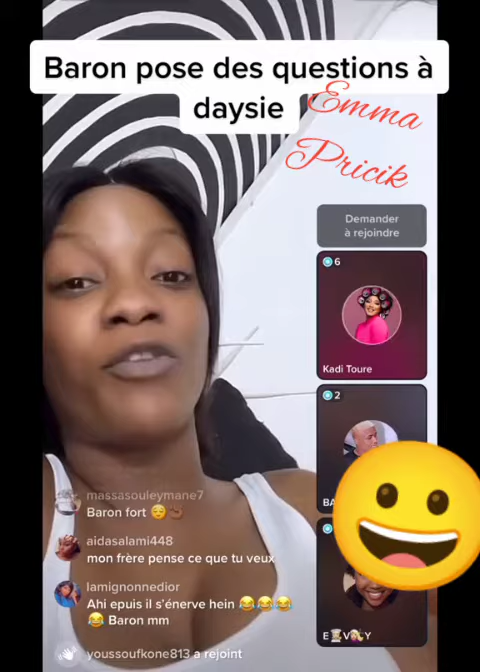 Baron pose des questions à
daysie
Emma
Pricik
Demander
à rejoindre
6
Kadi Toure
2
BA
massasouleymane7
Baron fort 😌
aidasalami448
mon frère pense ce que tu veux
lamignonnedior
Ahi epuis il s'énerve hein 😂😂😂
😂 Baron mm
youssoufkone813 a rejoint